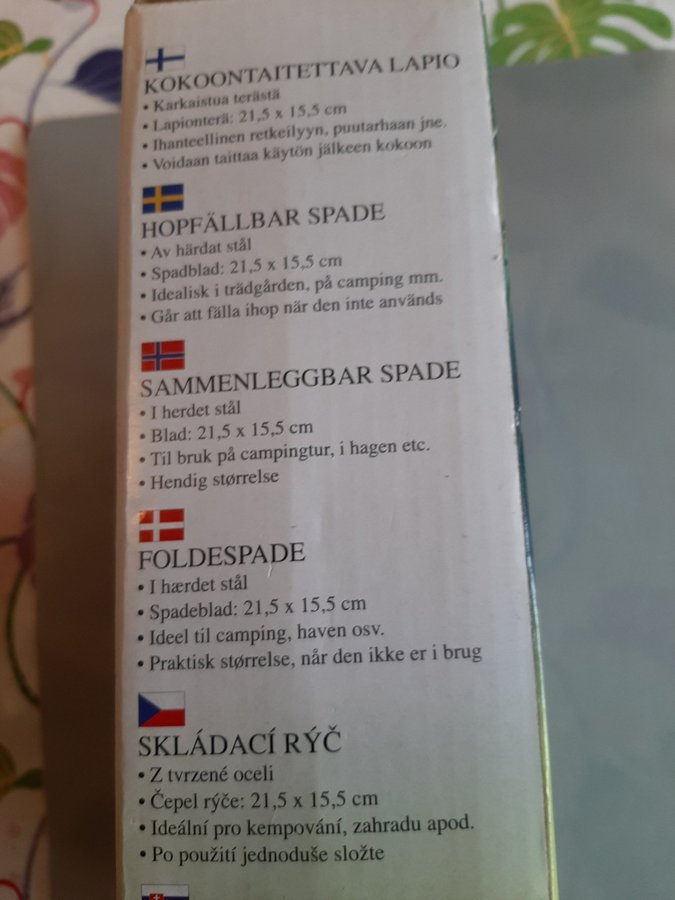 KOKOONTAITETTAVA LAPIO
• Karkaistua terästä
• Lapionterä: 21,5 x 15,5 cm
• Ihanteellinen retkeilyyn, puutarhaan jne.
• Voidaan taittaa käytön jälkeen kokoon
HOPFÄLLBAR SPADE
• Av härdat stål
• Spadblad: 21,5 x 15,5 cm
• Idealisk i trädgården, på camping mm.
• Går att fälla ihop när den inte används
SAMMENLEGGBAR SPADE
• I herdet stål
• Blad: 21,5 x 15,5 cm
• Til bruk på campingtur, i hagen etc.
• Hendig størrelse
FOLDESPADE
• I hærdet stål
• Spadeblad: 21,5 x 15,5 cm
• Ideel til camping, haven osv.
• Praktisk størrelse, når den ikke er i brug
SKLÁDACÍ RÝČ
• Z tvrzené oceli
• Čepel rýče: 21,5 x 15,5 cm
• Ideální pro kempování, zahradu apod.
• Po použití jednoduše složte